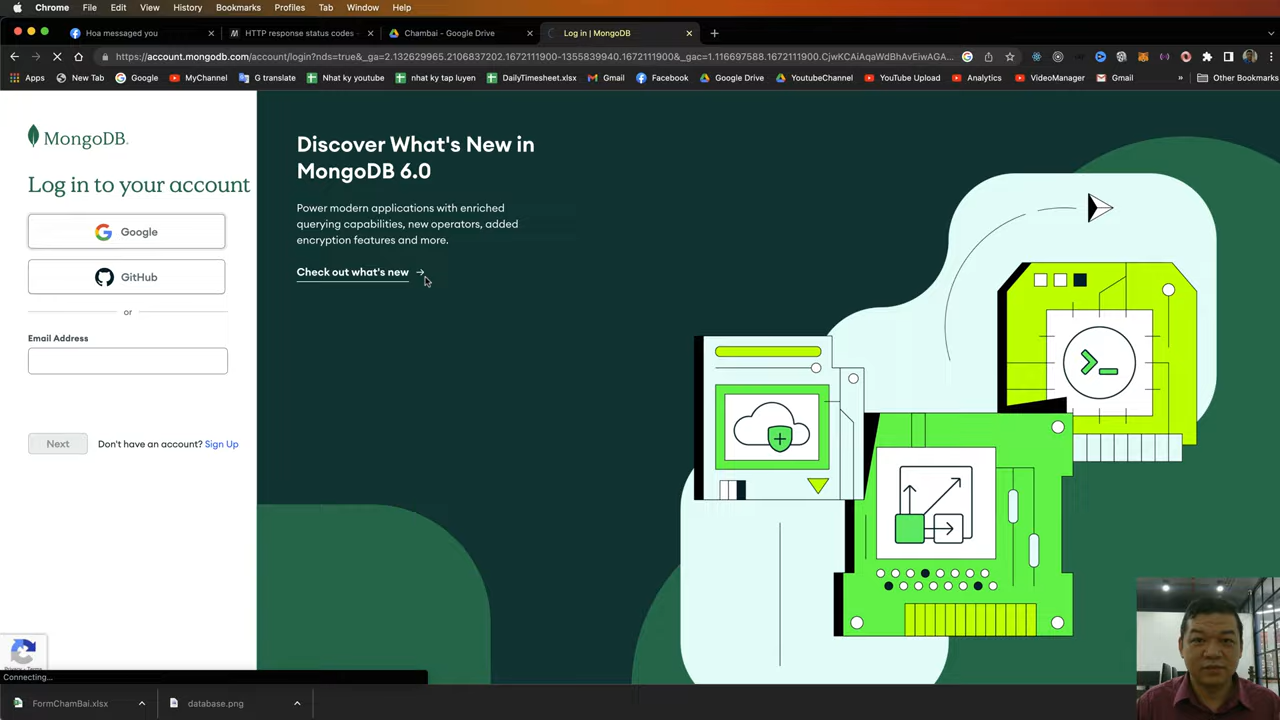 Chrome File Edit View History Bookmarks Profiles Tab Window Help
Hoa messaged you
HTTP response status codes
Chambai - Google Drive
Log in | MongoDB
https://account.mongodb.com/login?nds=true&_ga=2.132629965.2107355839.1672111900-1355839940.1672111900&_gac=1.116697588.1672111900.CjwKCAiAqaWdBhAvEiwAGA...
Apps New Tab Google MyChannel G translate Nhat ky youtube nhat ky tap luyen DailyTimesheet.xlsx Gmail Facebook Google Drive YoutubeChannel YouTube Upload Analytics VideoManager Gmail » Other Bookmarks
MongoDB.
Log in to your account
Google
GitHub
or
Email Address
Next
Don't have an account? Sign Up
Discover What's New in
MongoDB 6.0
Power modern applications with enriched
querying capabilities, new operators, added
encryption features and more.
Check out what's new →
Connecting...
FormChamBai.xlsx
database.png